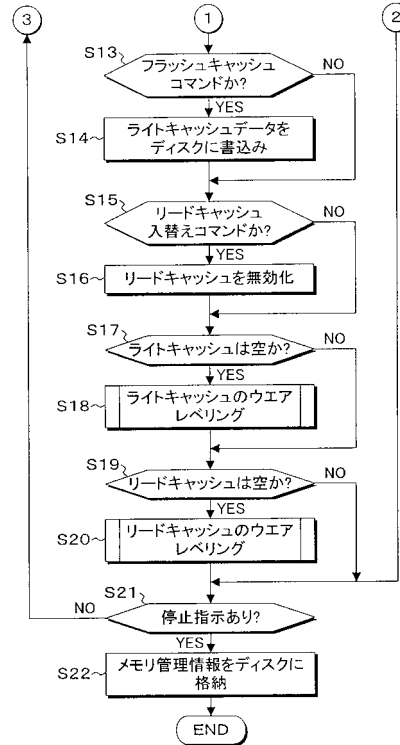 3
1
2
S13
フラッシュキャッシュ
コマンドか?
NO
YES
S14
ライトキャッシュデータを
ディスクに書込み
S15
リードキャッシュ
入替えコマンドか?
NO
YES
S16
リードキャッシュを無効化
S17
ライトキャッシュは空か?
NO
YES
S18
ライトキャッシュのウエア
レベリング
S19
リードキャッシュは空か?
NO
YES
S20
リードキャッシュのウエア
レベリング
S21
NO
停止指示あり?
YES
S22
メモリ管理情報をディスクに
格納
END